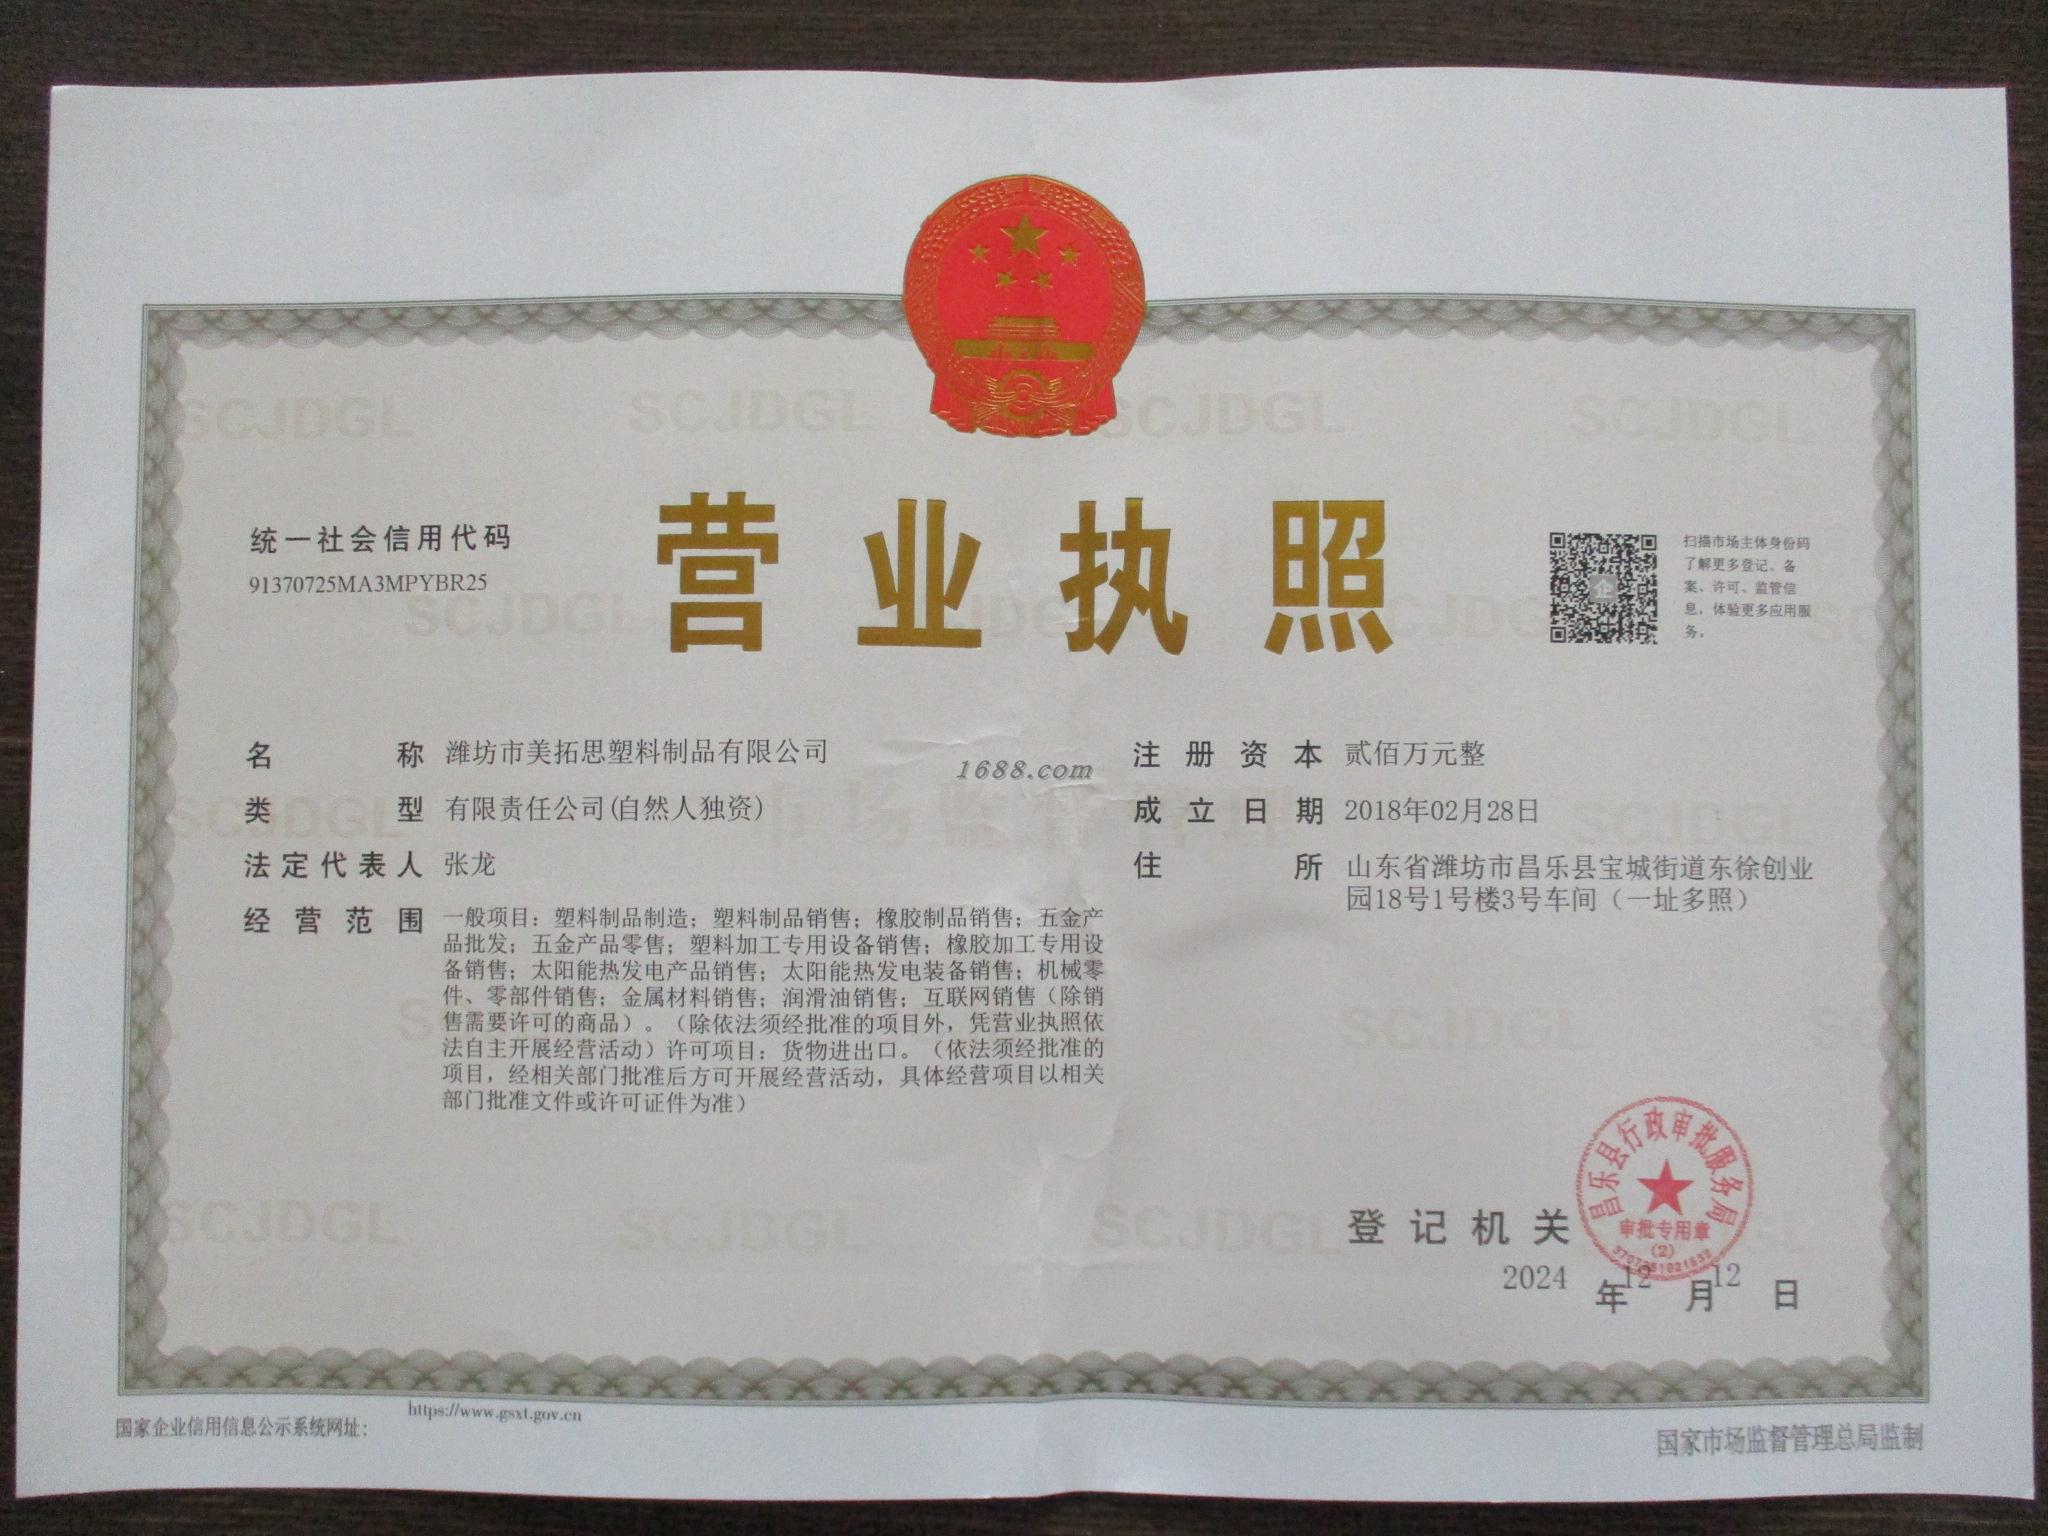 营业执照
统一社会信用代码
91370725MA3MPYBR25
扫描市场主体身份码
了解更多登记、备
案、许可、监管信
息，体验更多应用服
务。
企
名称 潍坊市美拓思塑料制品有限公司
类型 有限责任公司(自然人独资)
法定代表人 张龙
经营范围 一般项目：塑料制品制造；塑料制品销售；橡胶制品销售；五金产
品批发；五金产品零售；塑料加工专用设备销售；橡胶加工专用设
备销售；太阳能热发电产品销售；太阳能热发电装备销售；机械零
件、零部件销售；金属材料销售；润滑油销售；互联网销售（除销
售需要许可的商品）。（除依法须经批准的项目外，凭营业执照依
法自主开展经营活动）许可项目：货物进出口。（依法须经批准的
项目，经相关部门批准后方可开展经营活动，具体经营项目以相关
部门批准文件或许可证件为准）
1688.com
注册资本 贰佰万元整
成立日期 2018年02月28日
住所 山东省潍坊市昌乐县宝城街道东徐创业
园18号1号楼3号车间（一址多照）
登记机关
昌乐县行政审批服务局
审批专用章
(2)
2024年12月12日
国家企业信用信息公示系统网址：
https://www.gsxt.gov.cn
国家市场监督管理总局监制
SCJDGL